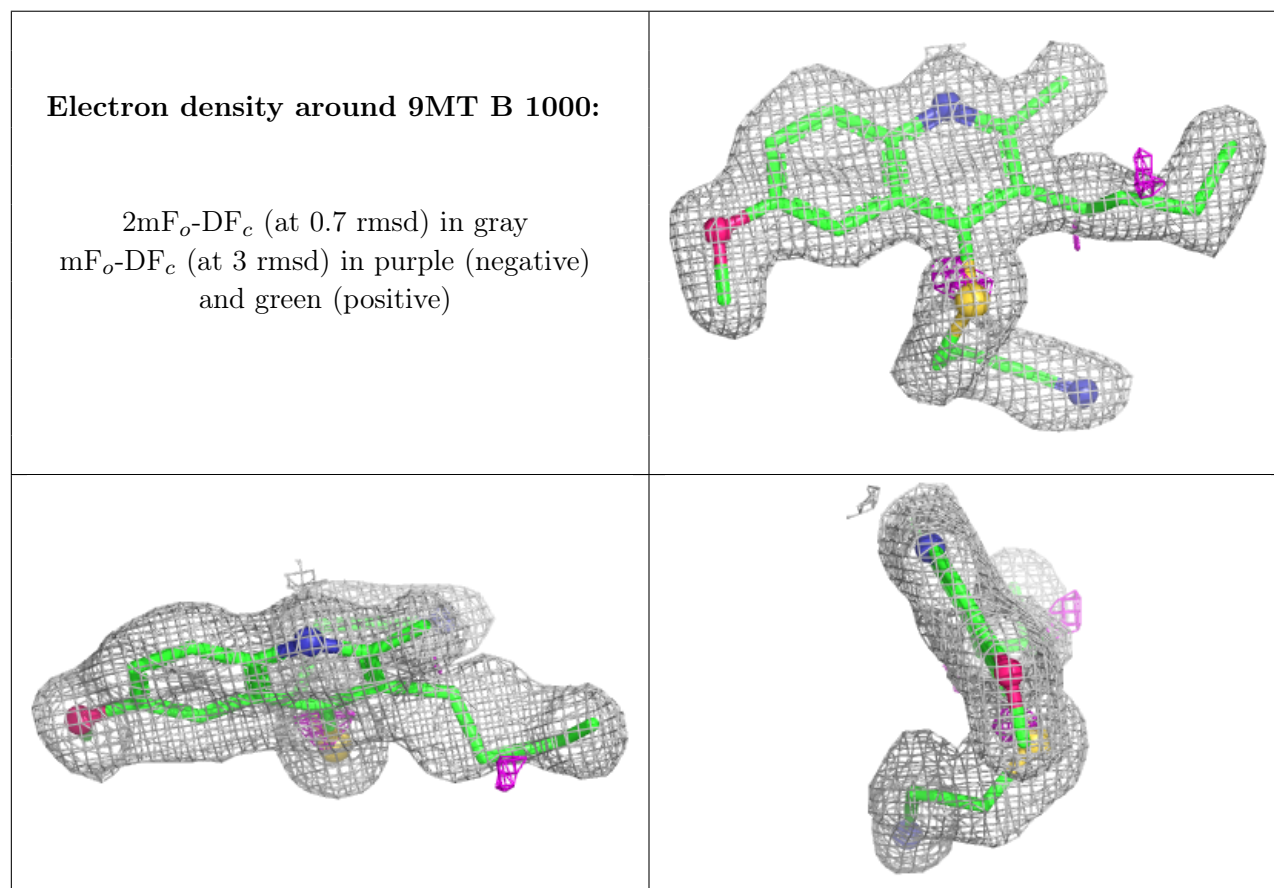 Electron density around 9MT B 1000:
2mFo-DFc (at 0.7 rmsd) in gray
mFo-DFc (at 3 rmsd) in purple (negative)
and green (positive)